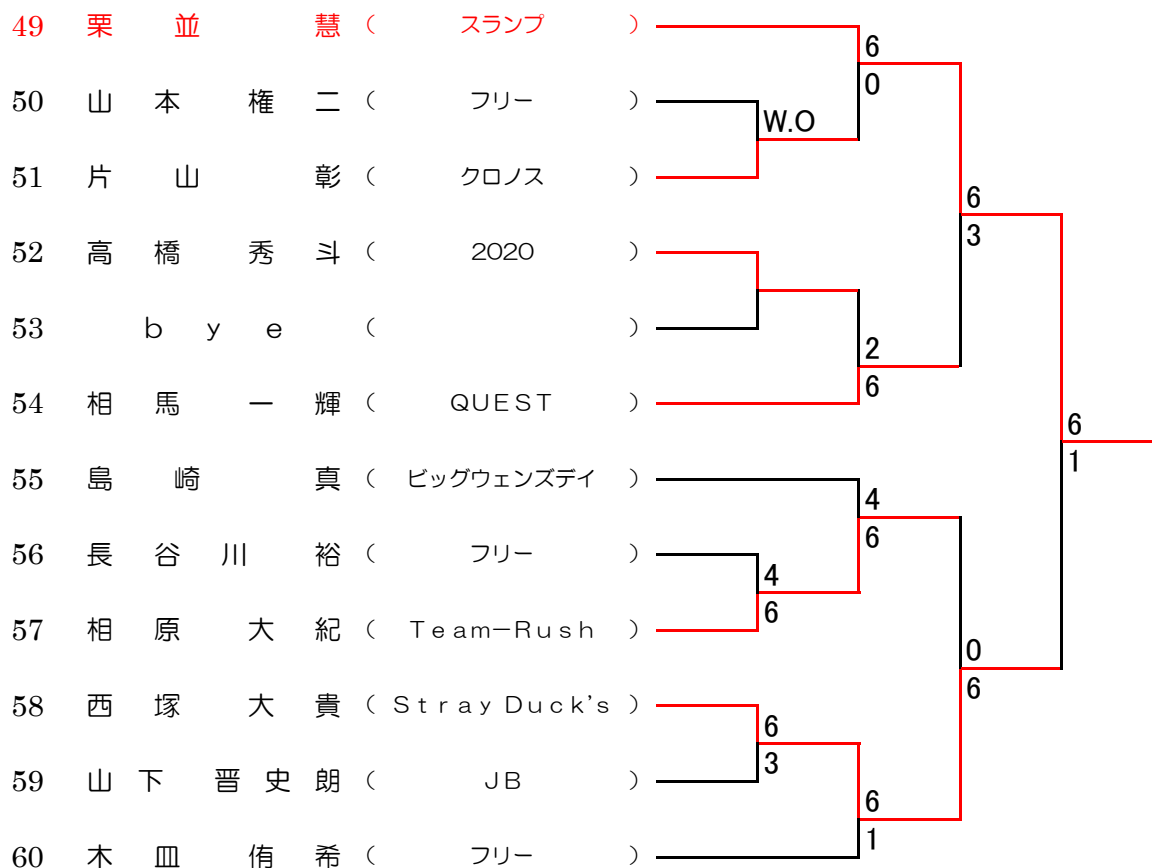 49 栗並 慧 ( スランプ )
6
0
50 山本 権二 ( フリー )
W.O
51 片山 彰 ( クロノス )
6
3
52 高橋 秀斗 ( 2020 )
53 bye ( )
2
6
54 相馬 一輝 ( QUEST )
6
1
55 島崎 真 ( ビッグウェンズデイ )
4
6
56 長谷川 裕 ( フリー )
4
6
57 相原 大紀 ( Team-Rush )
0
6
58 西塚 大貴 ( Stray Duck's )
6
3
59 山下 晋史朗 ( JB )
6
1
60 木皿 侑希 ( フリー )